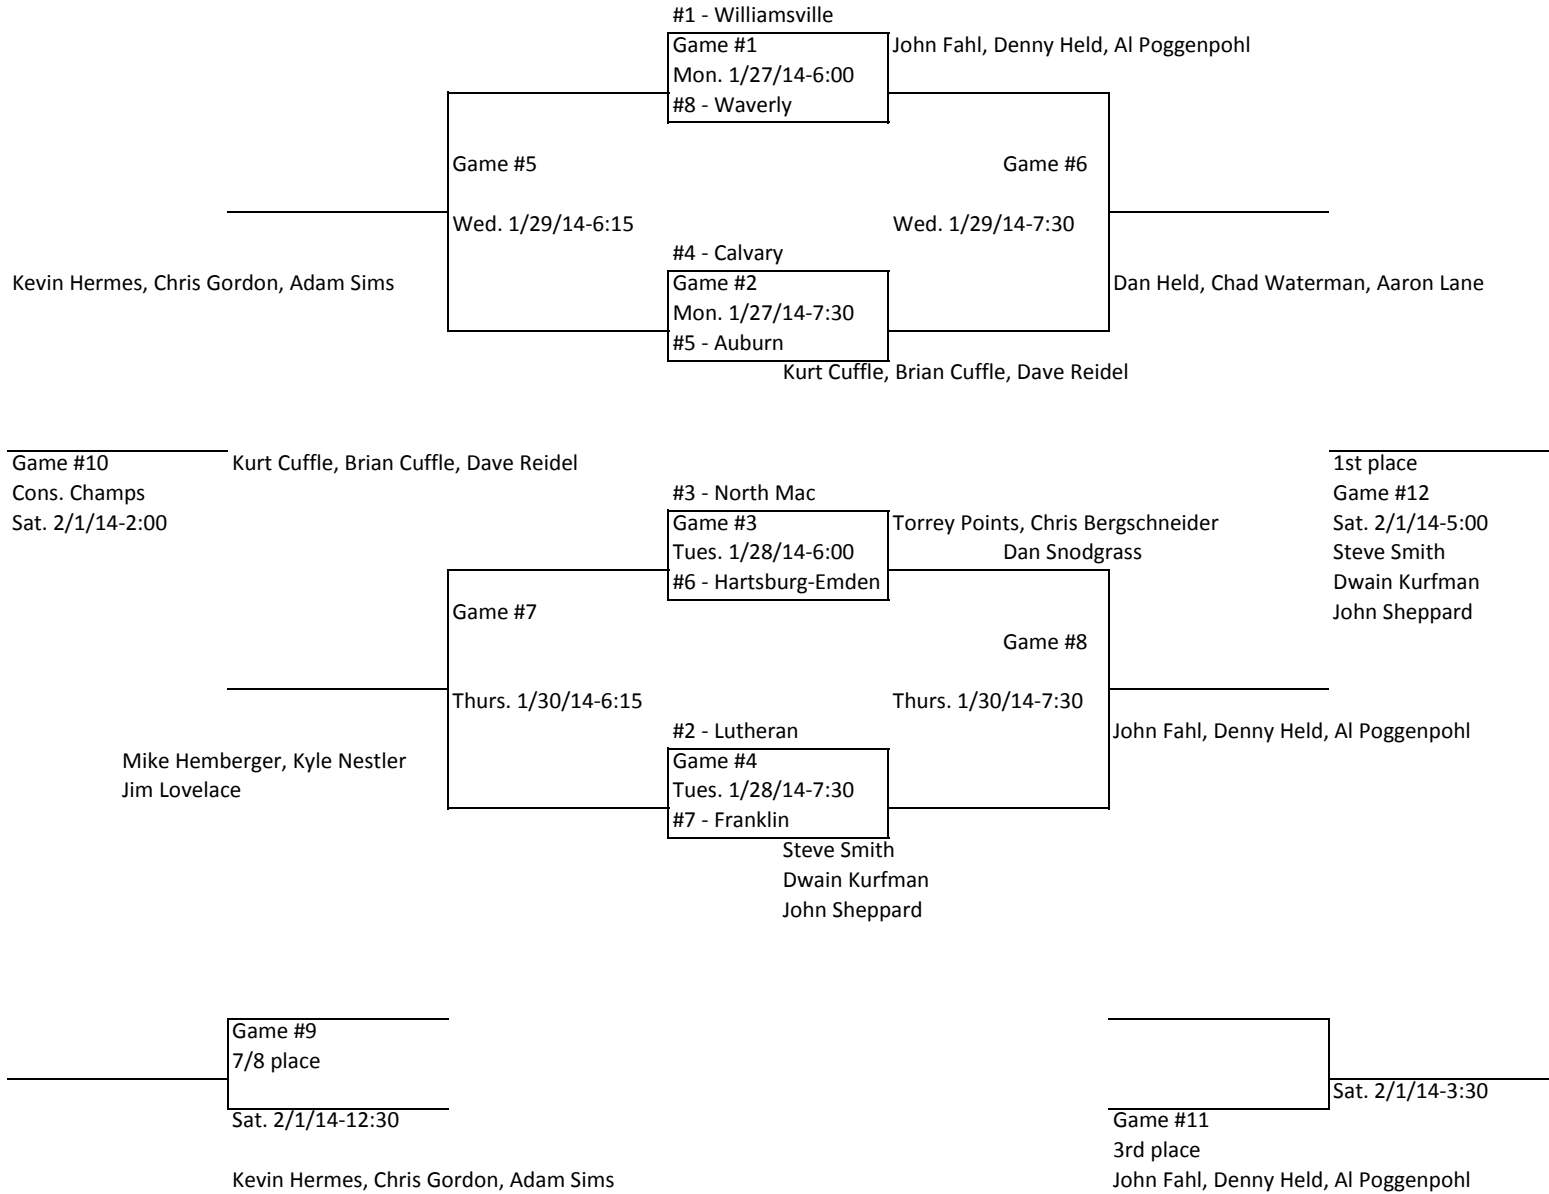 #1 - Williamsville
Game #1
John Fahl, Denny Held, Al Poggenpohl
Mon. 1/27/14-6:00
#8 - Waverly
Game #5
Game #6
Wed. 1/29/14-6:15
Wed. 1/29/14-7:30
#4 - Calvary
Kevin Hermes, Chris Gordon, Adam Sims
Game #2
Dan Held, Chad Waterman, Aaron Lane
Mon. 1/27/14-7:30
#5 - Auburn
Kurt Cuffle, Brian Cuffle, Dave Reidel
Game #10
Kurt Cuffle, Brian Cuffle, Dave Reidel
1st place
Cons. Champs
#3 - North Mac
Game #12
Sat. 2/1/14-2:00
Game #3
Torrey Points, Chris Bergschneider
Sat. 2/1/14-5:00
Tues. 1/28/14-6:00
Dan Snodgrass
Steve Smith
#6 - Hartsburg-Emden
Dwain Kurfman
Game #7
John Sheppard
Game #8
Thurs. 1/30/14-6:15
Thurs. 1/30/14-7:30
#2 - Lutheran
John Fahl, Denny Held, Al Poggenpohl
Mike Hemberger, Kyle Nestler
Game #4
Jim Lovelace
Tues. 1/28/14-7:30
#7 - Franklin
Steve Smith
Dwain Kurfman
John Sheppard
Game #9
7/8 place
Sat. 2/1/14-3:30
Sat. 2/1/14-12:30
Game #11
3rd place
Kevin Hermes, Chris Gordon, Adam Sims
John Fahl, Denny Held, Al Poggenpohl